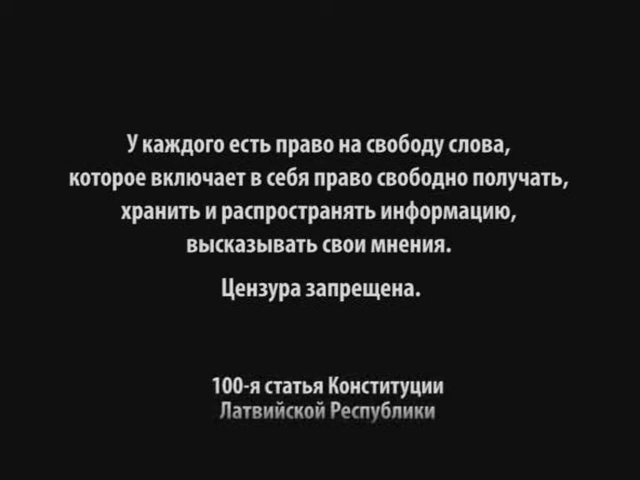 У каждого есть право на свободу слова,
которое включает в себя право свободно получать,
хранить и распространять информацию,
высказывать свои мнения.
Цензура запрещена.
100-я статья Конституции
Латвийской Республики